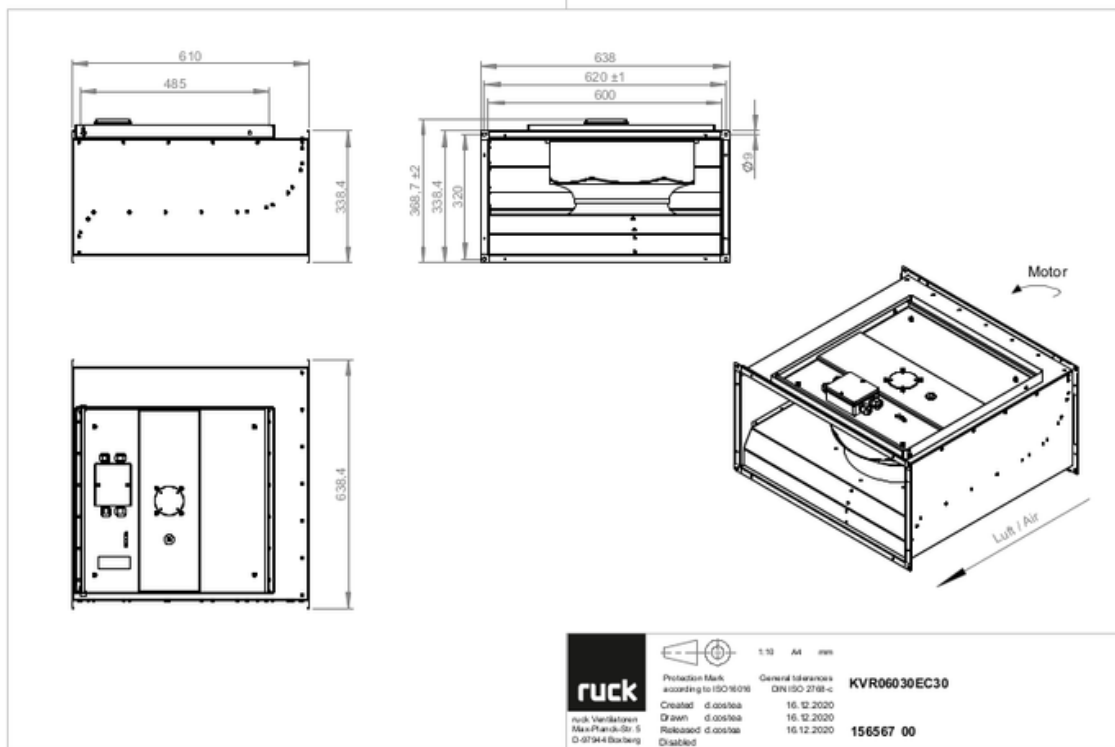 610
485
338.4
638
620 ±1
600
368.7 ±2
338.4
320
Ø9
638.4
Motor
Luft / Air
ruck
ruck Ventilatoren
Max-Planck-Str. 5
D-97944 Boxberg
1:10 A4 mm
Protection Mark
according to ISO16016
General tolerances
DIN ISO 2768-c
KVR06030EC30
Created d.costea 16.12.2020
Drawn d.costea 16.12.2020
Released d.costea 16.12.2020
Disabled
156567 00